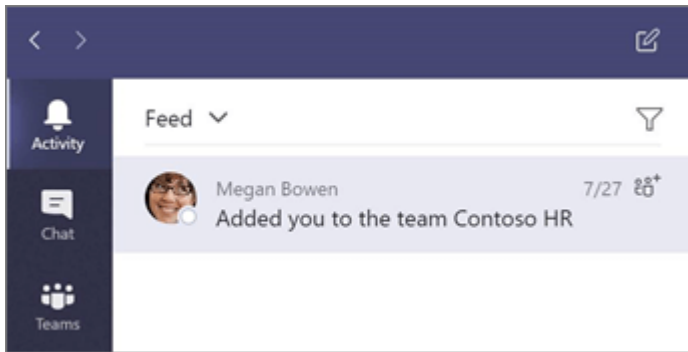 Activity
Feed
Megan Bowen 7/27
Added you to the team Contoso HR
Chat
Teams